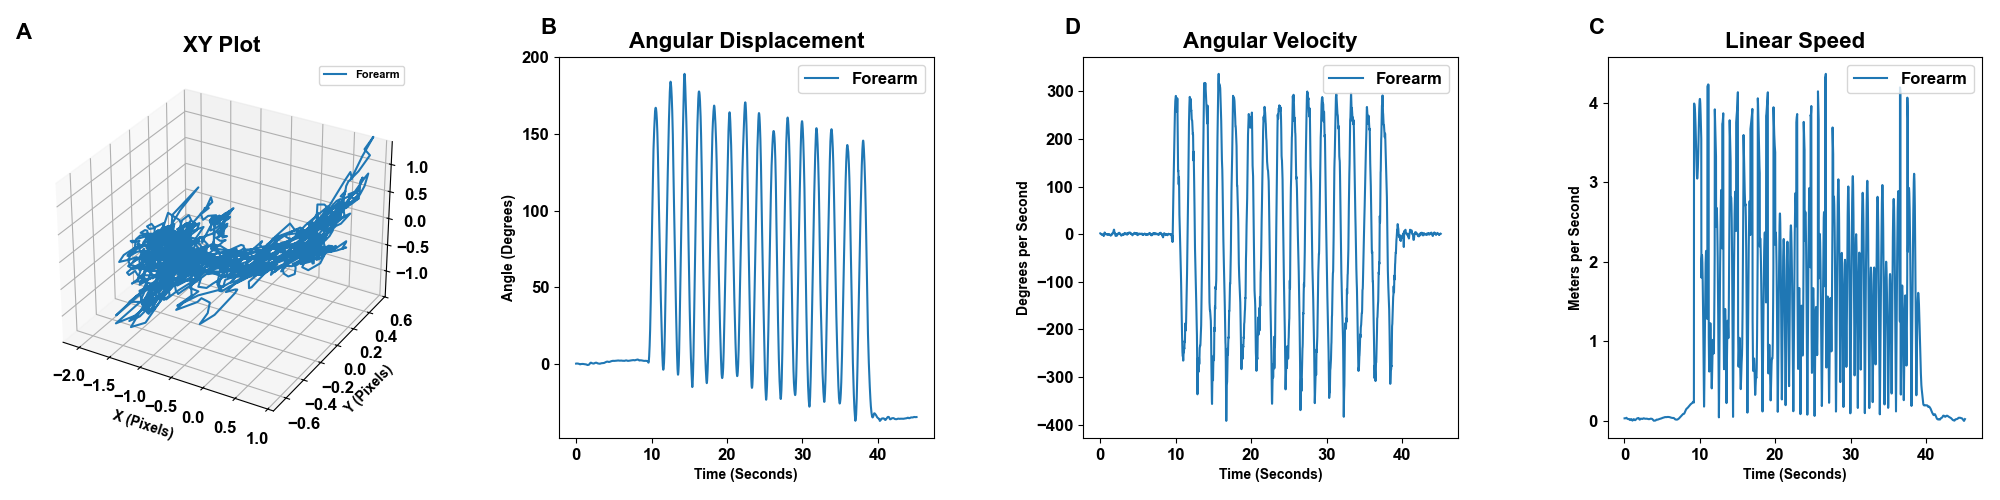 A
XY Plot
Forearm
1.0
0.5
0.0
−0.5
−1.0
0.6
0.4
0.2
0.0
−0.2
−0.4
−0.6
Y (Pixels)
−2.0
−1.5
−1.0
−0.5
0.0
0.5
1.0
X (Pixels)
B
Angular Displacement
Forearm
Angle (Degrees)
200
150
100
50
0
0 10 20 30 40
Time (Seconds)
D
Angular Velocity
Forearm
Degrees per Second
300
200
100
0
−100
−200
−300
−400
0 10 20 30 40
Time (Seconds)
C
Linear Speed
Forearm
Meters per Second
4
3
2
1
0
0 10 20 30 40
Time (Seconds)